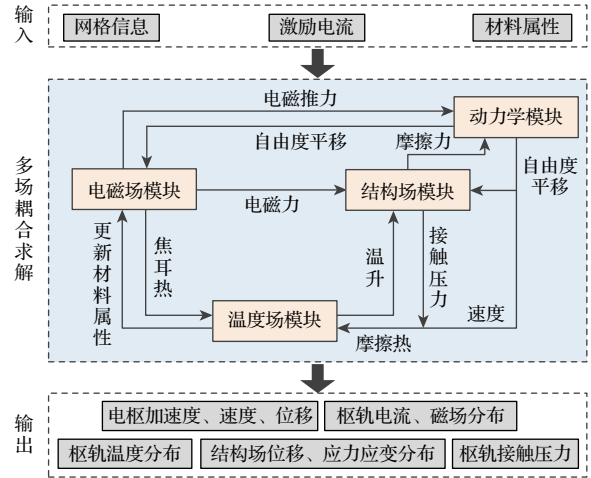 输入
网格信息
激励电流
材料属性
多场耦合求解
电磁推力
动力学模块
自由度平移
摩擦力
自由度
平移
电磁场模块
电磁力
结构场模块
更新材料属性
焦耳热
温升
接触压力
温度场模块
速度
摩擦热
输出
电枢加速度、速度、位移
枢轨电流、磁场分布
枢轨温度分布
结构场位移、应力应变分布
枢轨接触压力